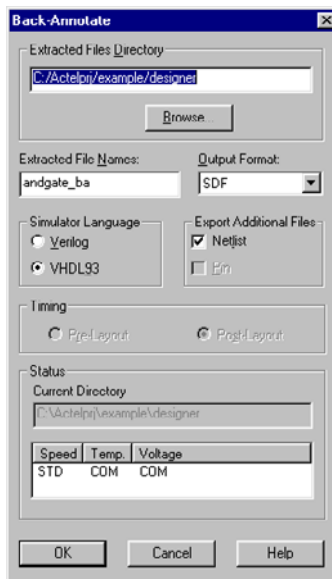 Back-Annotate
Extracted Files Directory
C:/Actelprj/example/designer
Browse...
Extracted File Names:
Output Format:
andgate_ba
SDF
Simulator Language
Export Additional Files
Verilog
Netlist
VHDL93
Pin
Timing
Pre-Layout
Post-Layout
Status
Current Directory
C:\Actelprj\example\designer
Speed Temp. Voltage
STD COM COM
OK Cancel Help